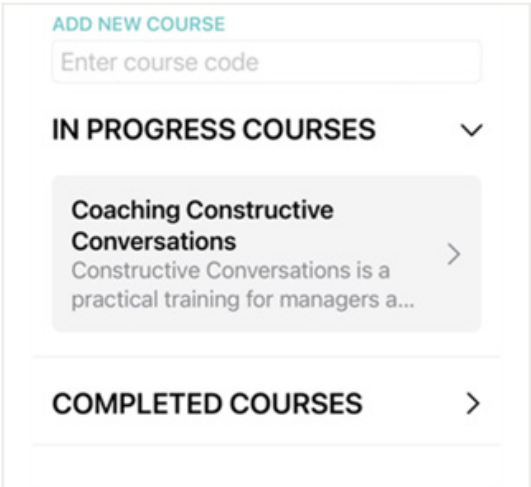 ADD NEW COURSE
Enter course code
IN PROGRESS COURSES
Coaching Constructive
Conversations
Constructive Conversations is a
practical training for managers a...
COMPLETED COURSES